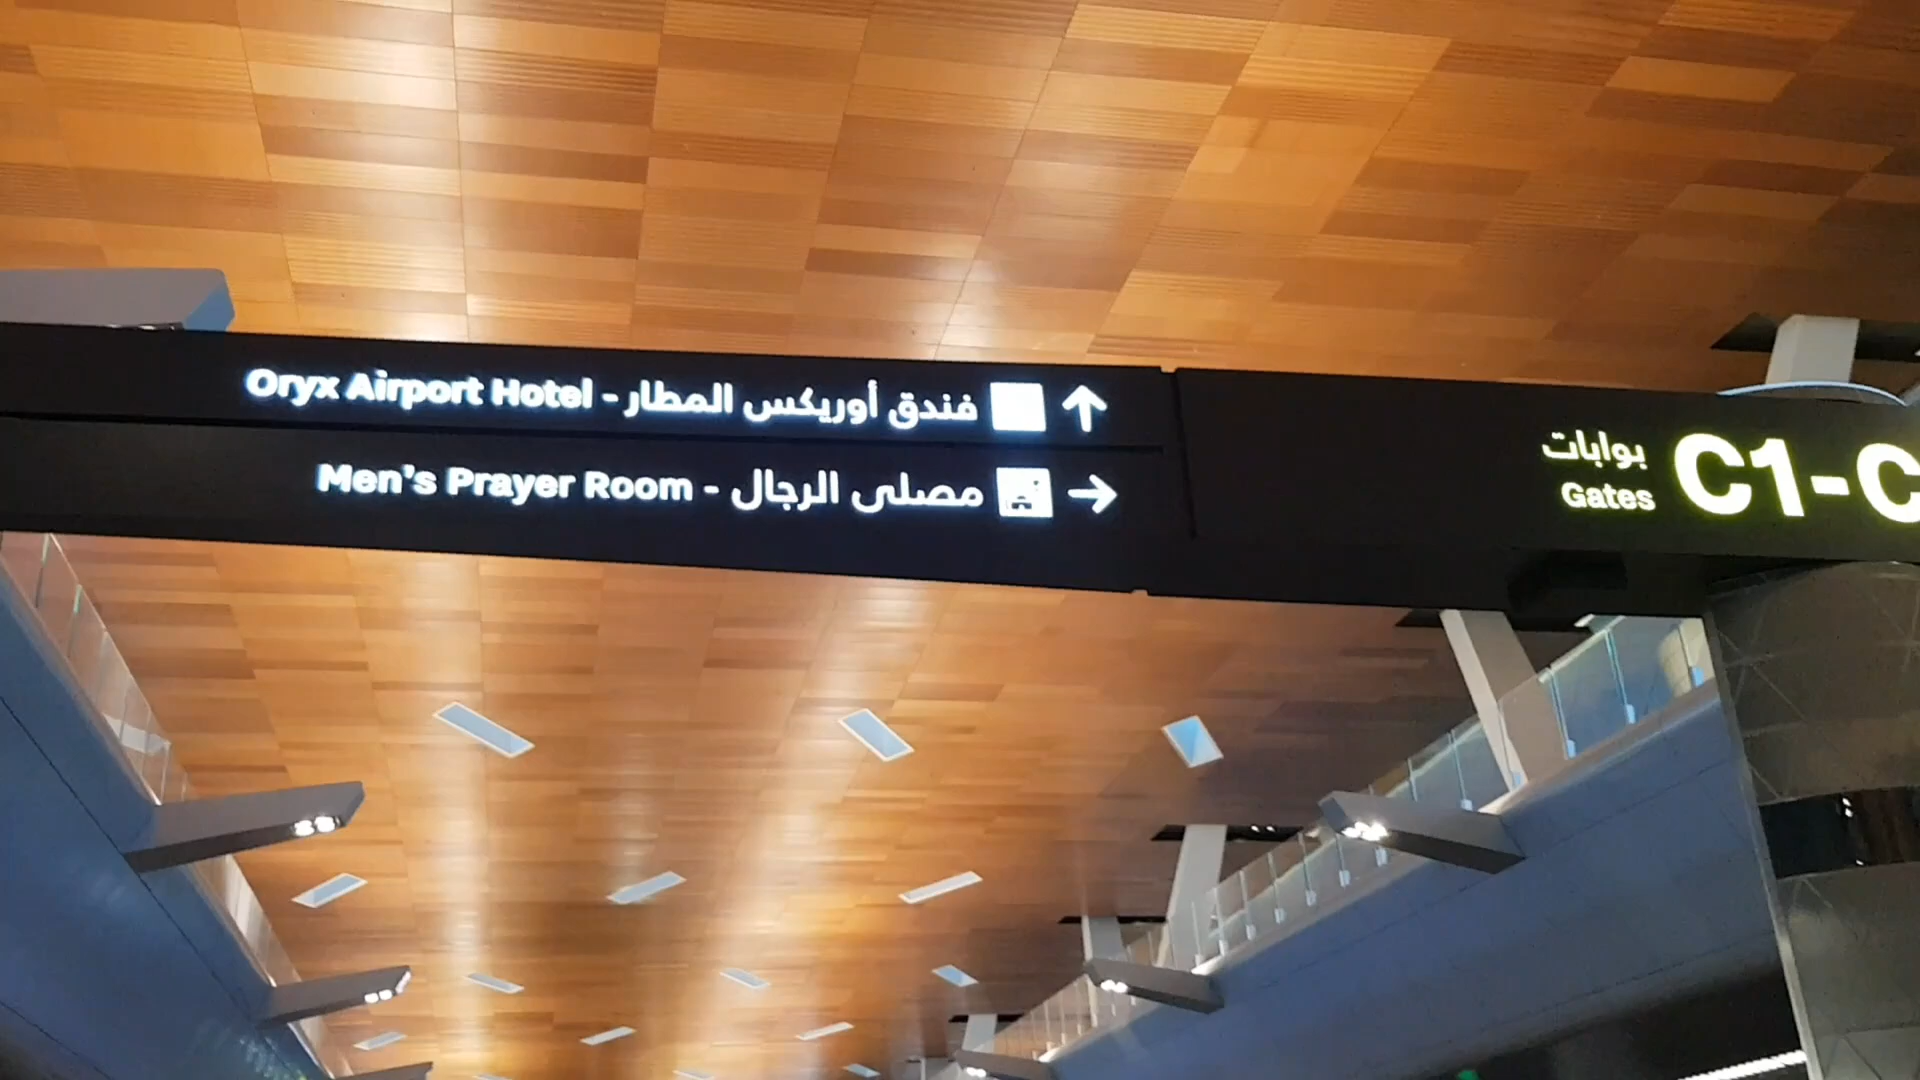 Oryx Airport Hotel - فندق أوريكس المطار
Men's Prayer Room - مصلى الرجال
بوابات
Gates
C1-C